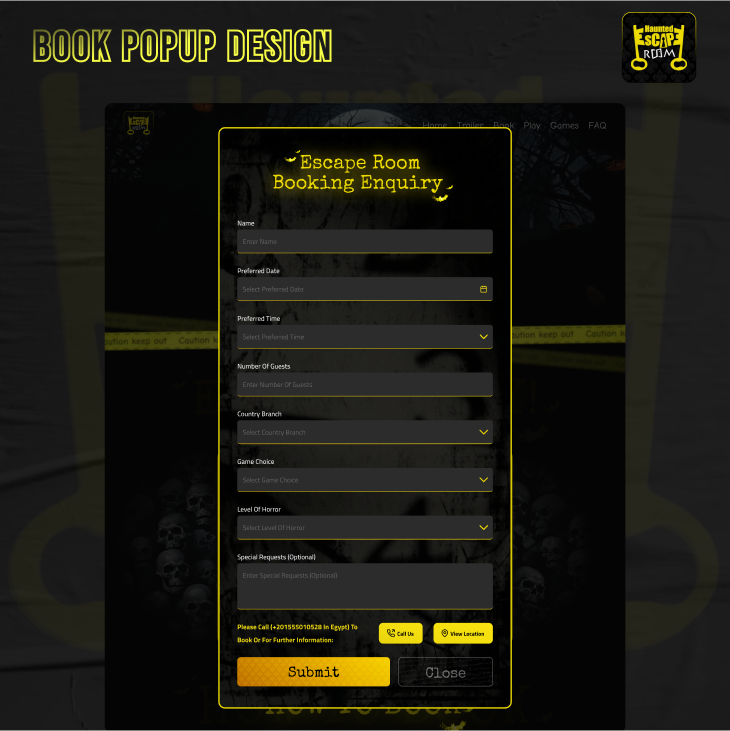 BOOK POPUP DESIGN
Haunted
ESCAPE
ROOM
Home Trailer Book Play Games FAQ
Escape Room
Booking Enquiry
Name
Enter Name
Preferred Date
Select Preferred Date
Preferred Time
Select Preferred Time
aution keep out Caution k
ution keep out Caution
Number Of Guests
Enter Number Of Guests
Country Branch
Select Country Branch
Game Choice
Select Game Choice
Level Of Horror
Select Level Of Horror
Special Requests (Optional)
Enter Special Requests (Optional)
Please Call (+201555010528 In Egypt) To
Book Or For Further Information:
Call Us
View Location
Submit
Close
How To Book